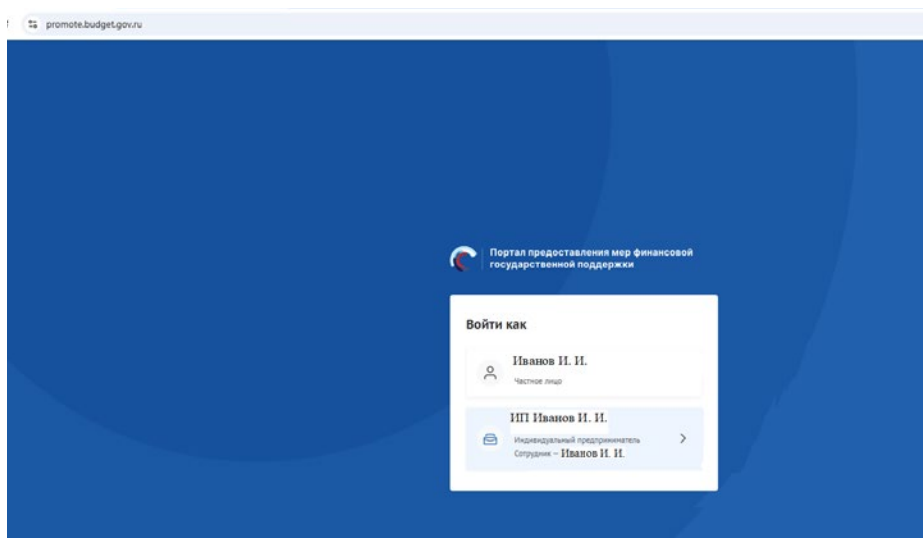 promote.budget.gov.ru
Портал предоставления мер финансовой
государственной поддержки
Войти как
Иванов И. И.
Частное лицо
ИП Иванов И. И.
Индивидуальный предприниматель
Сотрудник – Иванов И. И.